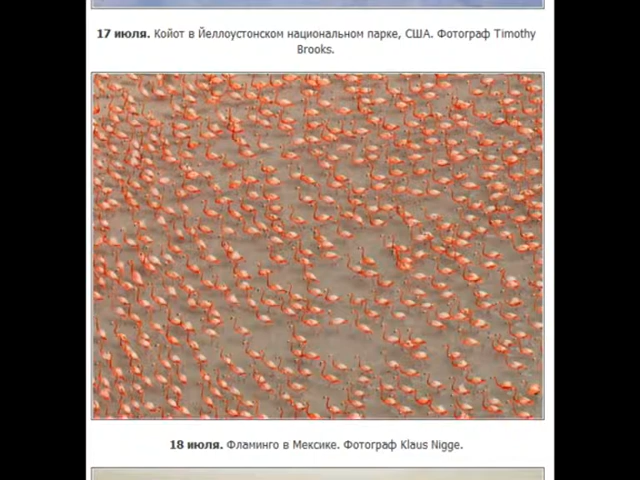 17 июля. Койот в Йеллоустонском национальном парке, США. Фотограф Timothy
Brooks.
18 июля. Фламинго в Мексике. Фотограф Klaus Nigge.